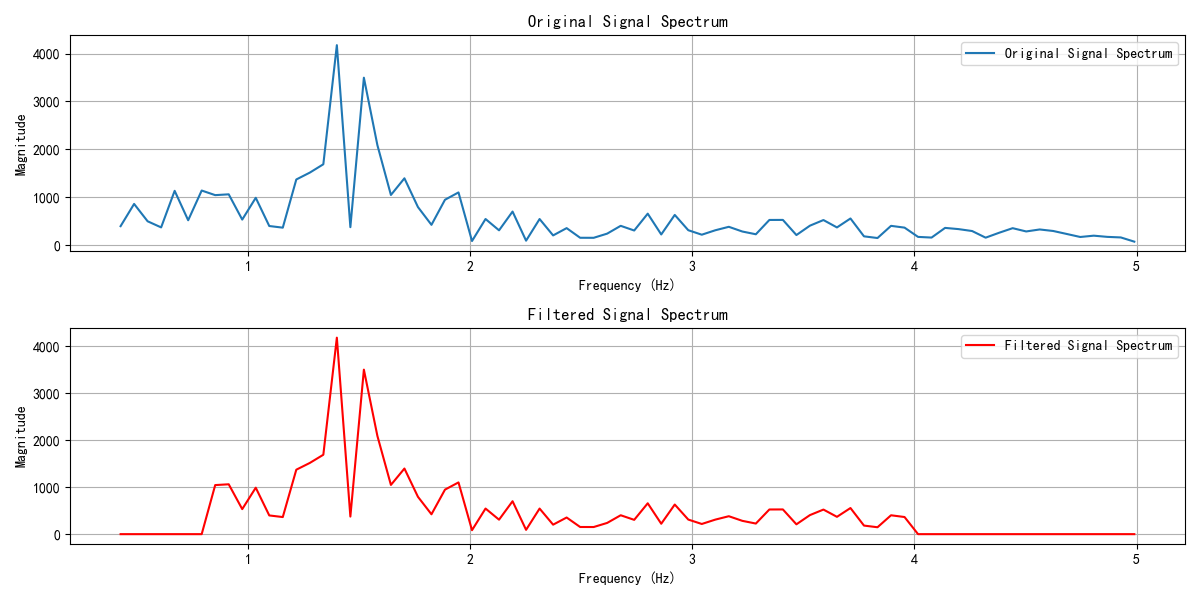 Original Signal Spectrum
Original Signal Spectrum
Magnitude
4000
3000
2000
1000
0
1 2 3 4 5
Frequency (Hz)
Filtered Signal Spectrum
Filtered Signal Spectrum
Magnitude
4000
3000
2000
1000
0
1 2 3 4 5
Frequency (Hz)